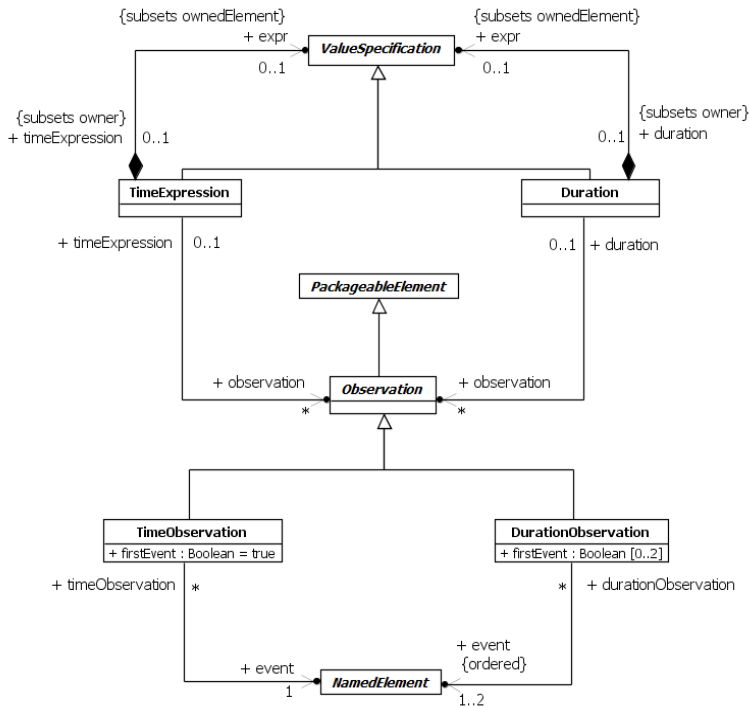 {subsets ownedElement}
+ expr
0..1
ValueSpecification
{subsets ownedElement}
+ expr
0..1
{subsets owner}
+ timeExpression
0..1
{subsets owner}
0..1
+ duration
TimeExpression
Duration
+ timeExpression
0..1
0..1
+ duration
PackageableElement
+ observation
*
Observation
+ observation
*
TimeObservation
+ firstEvent : Boolean = true
DurationObservation
+ firstEvent : Boolean [0..2]
+ timeObservation
*
*
+ durationObservation
+ event
1
NamedElement
+ event
{ordered}
1..2